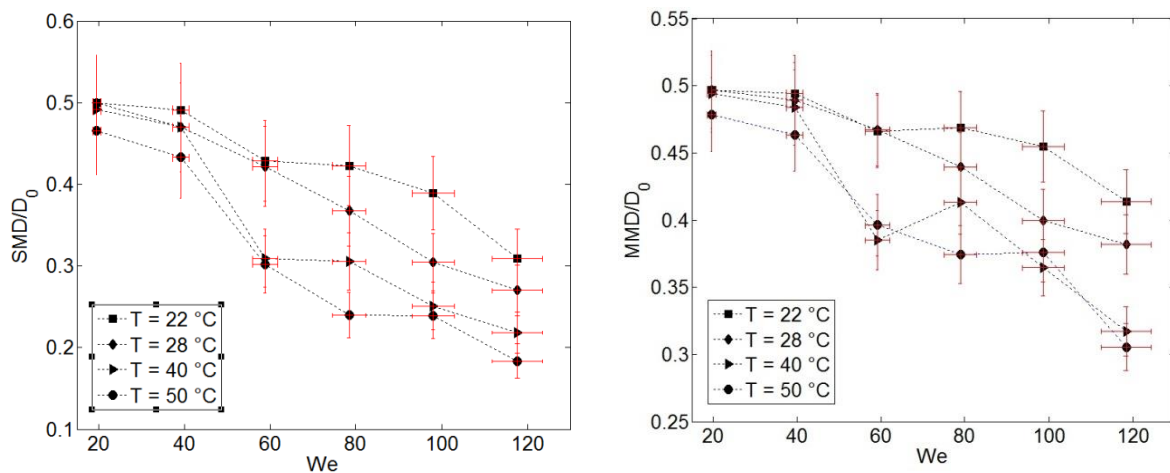 0.6
0.5
0.4
0.3
0.2
0.1
SMD/D0
T = 22 °C
T = 28 °C
T = 40 °C
T = 50 °C
20 40 60 80 100 120
We
0.55
0.5
0.45
0.4
0.35
0.3
0.25
MMD/D0
T = 22 °C
T = 28 °C
T = 40 °C
T = 50 °C
20 40 60 80 100 120
We